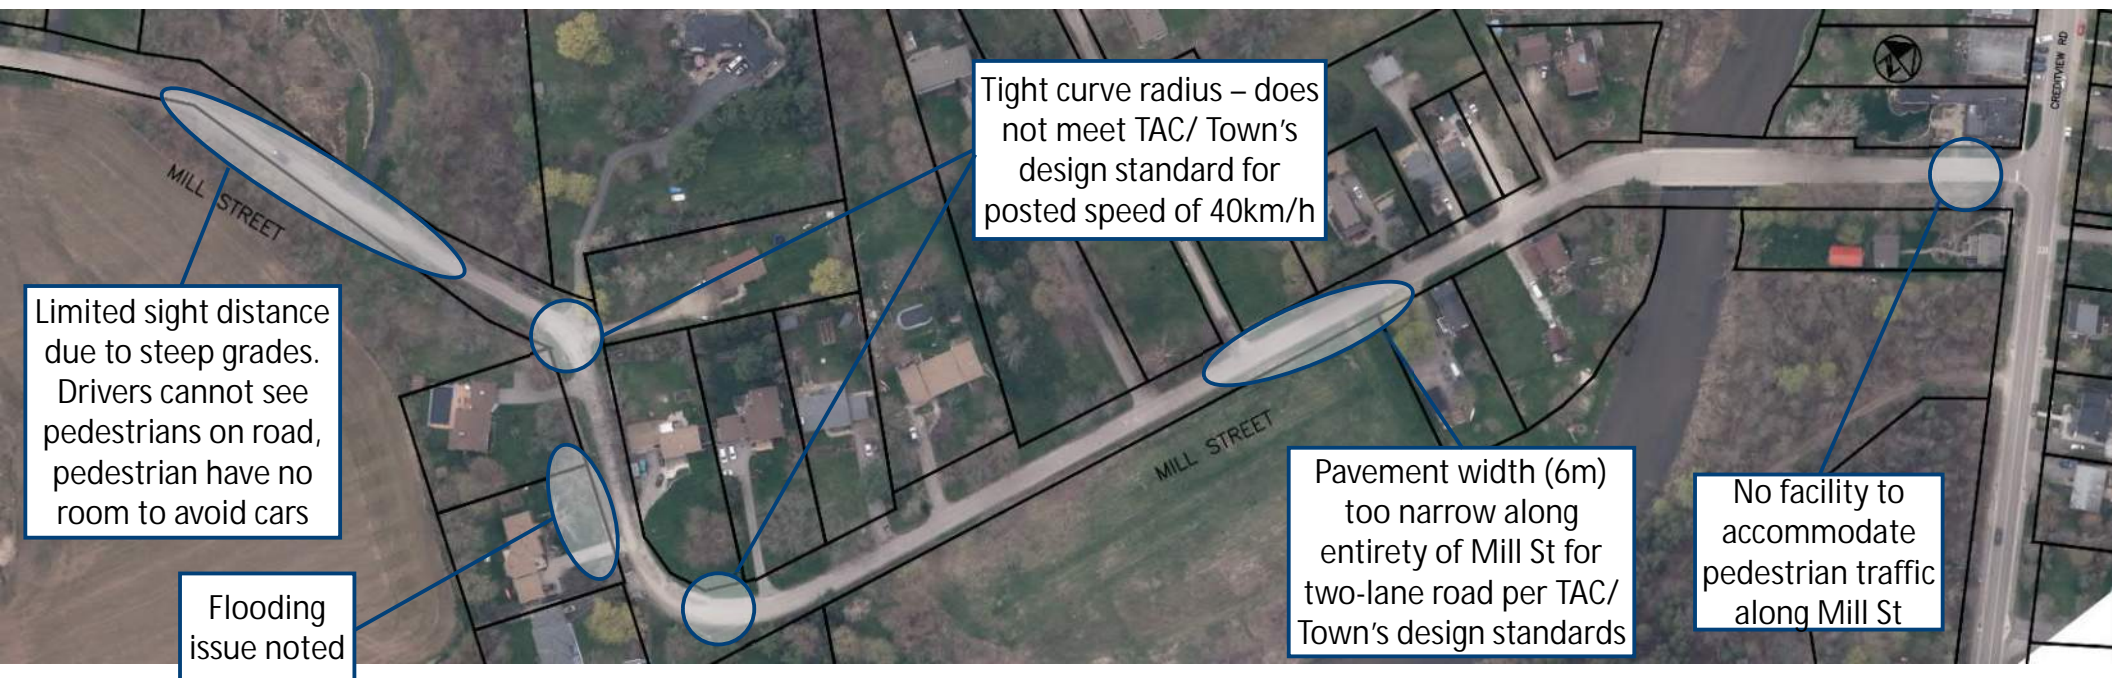 CREDITVIEW RD
Tight curve radius – does
not meet TAC/ Town's
design standard for
posted speed of 40km/h
MILL STREET
Limited sight distance
due to steep grades.
Drivers cannot see
pedestrians on road,
pedestrian have no
room to avoid cars
MILL STREET
Pavement width (6m)
too narrow along
entirety of Mill St for
two-lane road per TAC/
Town's design standards
No facility to
accommodate
pedestrian traffic
along Mill St
Flooding
issue noted